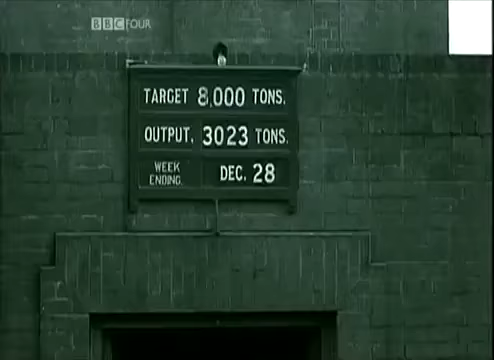 BBC FOUR
TARGET 8,000 TONS.
OUTPUT. 3023 TONS.
WEEK ENDING. DEC. 28